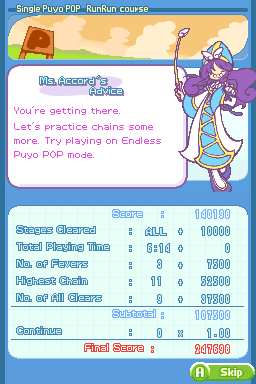 Single Puyo POP RunRun course
Ms. Accord's
Advice
You're getting there.
Let's practice chains some
more. Try playing on Endless
Puyo POP mode.
Score : 140198
Stages Cleared : ALL + 10000
Total Playing Time : 6:14 + 0
No. of Fevers : 3 + 7500
Highest Chain : 11 + 52500
No. of All Clears : 9 + 37500
Subtotal : 107500
Continue : 0 x 1.00
Final Score : 247698
A Skip